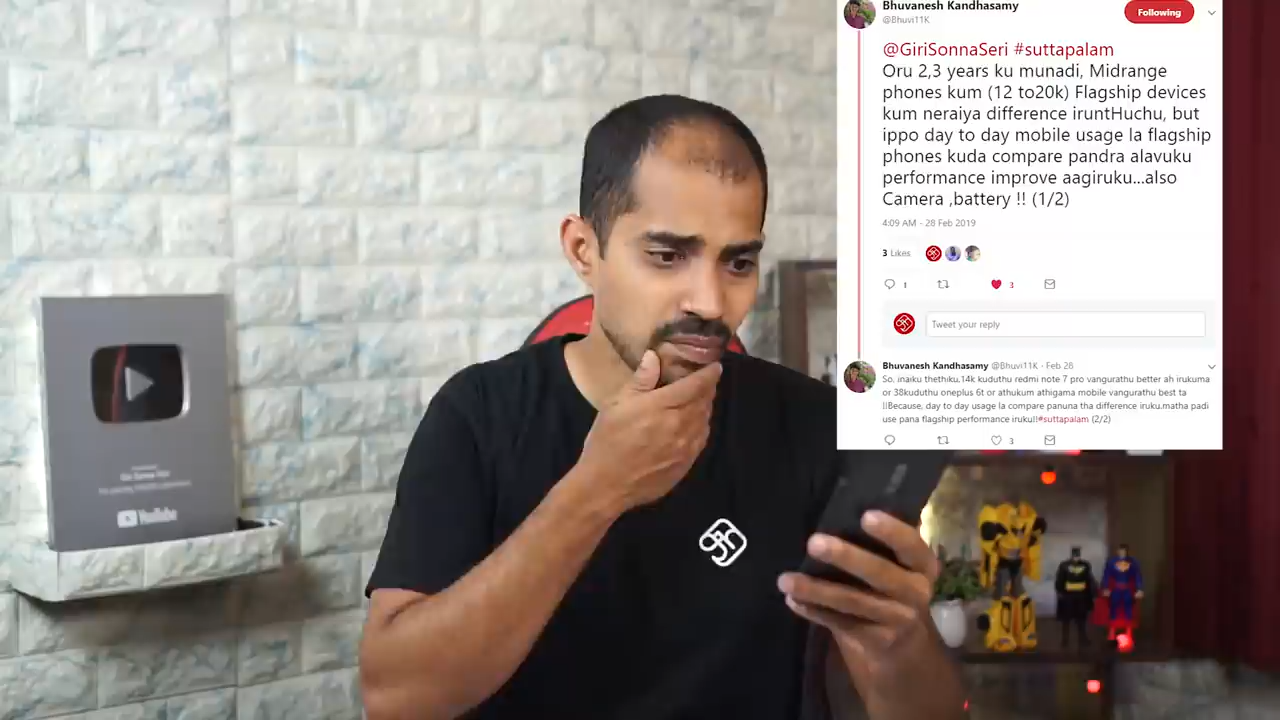 Bhuvanesh Kandhasamy
@Bhuvi11K
Following
@GiriSonnaSeri #suttapalam
Oru 2,3 years ku munadi, Midrange
phones kum (12 to20k) Flagship devices
kum neraiya difference iruntHuchu, but
ippo day to day mobile usage la flagship
phones kuda compare pandra alavuku
performance improve aagiruku...also
Camera ,battery !! (1/2)
4:09 AM - 28 Feb 2019
3 Likes
1
3
Tweet your reply
Bhuvanesh Kandhasamy @Bhuvi11K · Feb 28
So, inaiku thethiku,14k kuduthu redmi note 7 pro vangurathu better ah irukuma
or 38kuduthu oneplus 6t or athukum athigama mobile vangurathu best ta
!!Because, day to day usage la compare panuna tha difference iruku.matha padi
use pana flagship performance iruku!!#suttapalam (2/2)
3
YouTube